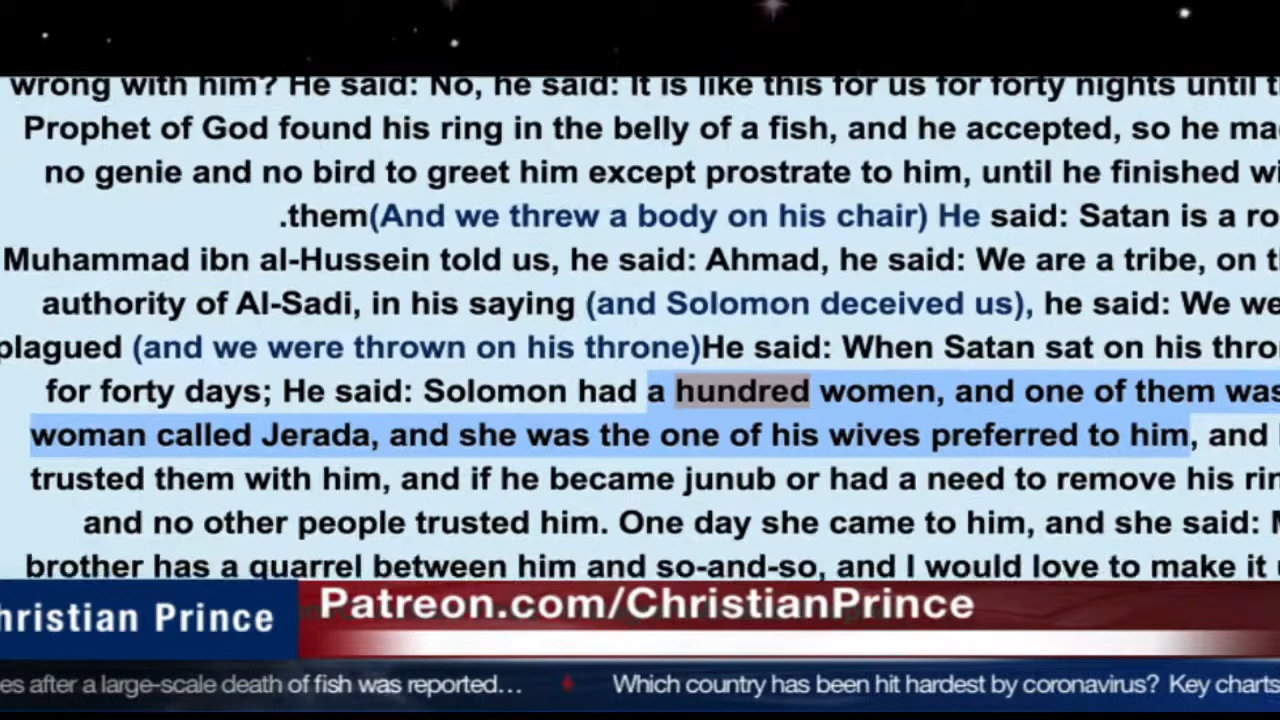 wrong with him? He said: No, he said: It is like this for us for forty nights until
Prophet of God found his ring in the belly of a fish, and he accepted, so he
no genie and no bird to greet him except prostrate to him, until he finished
.them(And we threw a body on his chair) He said: Satan is a
Muhammad ibn al-Hussein told us, he said: Ahmad, he said: We are a tribe, on
authority of Al-Sadi, in his saying (and Solomon deceived us), he said: We
plagued (and we were thrown on his throne)He said: When Satan sat on his
for forty days; He said: Solomon had a hundred women, and one of them was
woman called Jerada, and she was the one of his wives preferred to him, and
trusted them with him, and if he became junub or had a need to remove his
and no other people trusted him. One day she came to him, and she said:
brother has a quarrel between him and so-and-so, and I would love to make it
hristian Prince
Patreon.com/ChristianPrince
es after a large-scale death of fish was reported... Which country has been hit hardest by coronavirus? Key charts